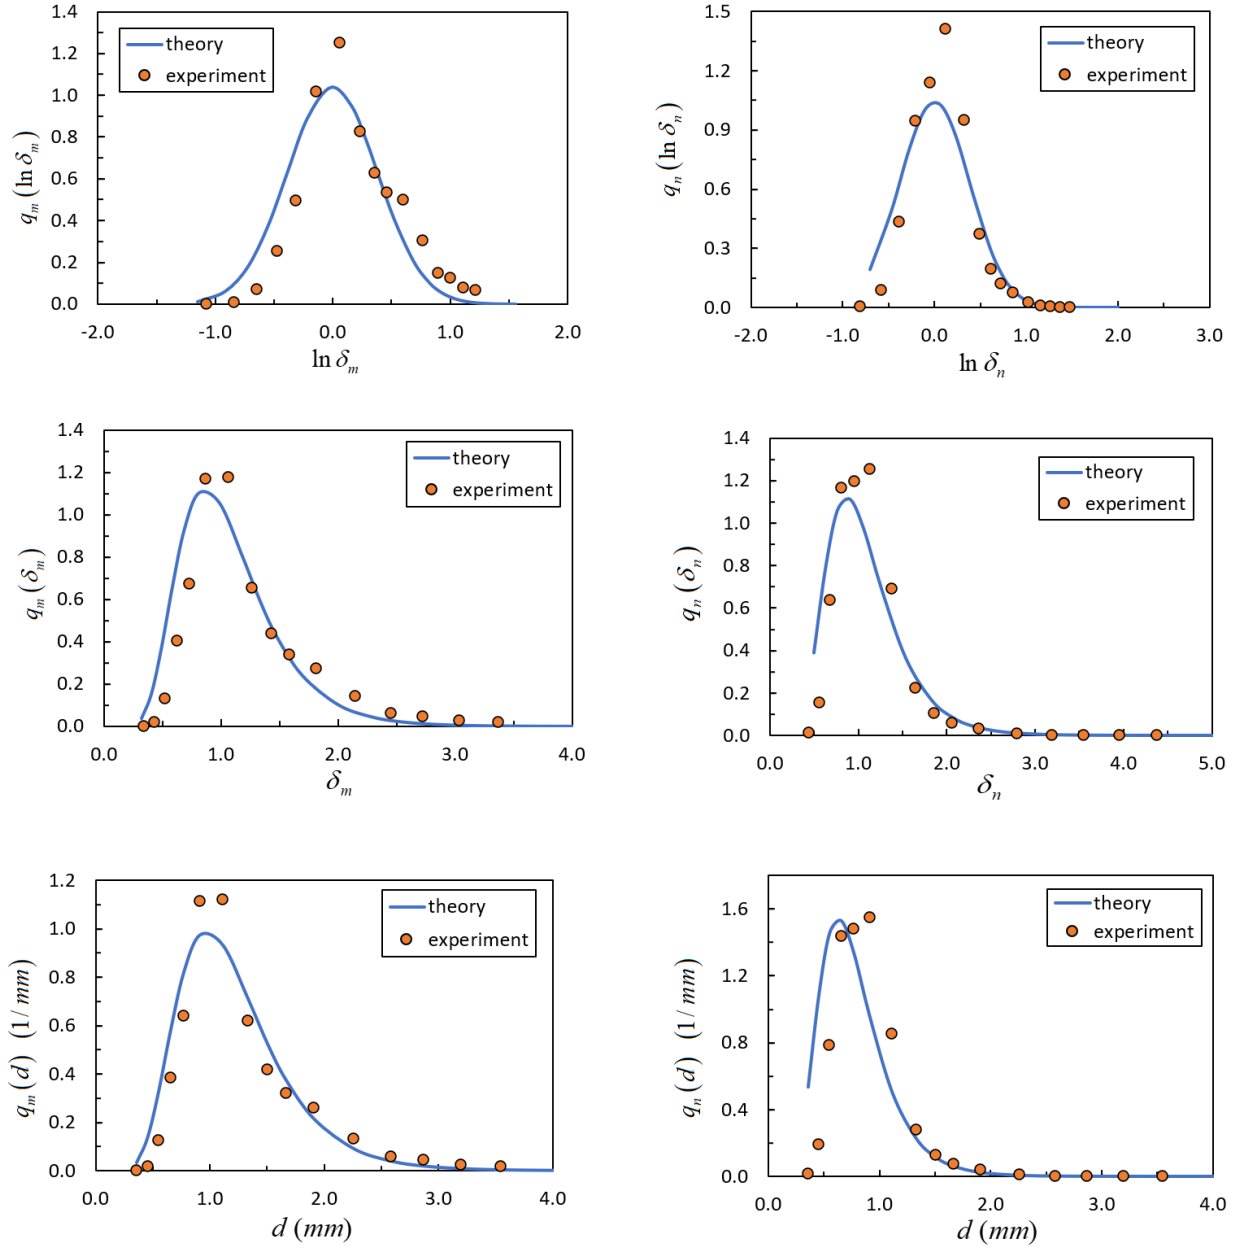 1.4
1.2
1.0
0.8
0.6
0.4
0.2
0.0
-2.0 -1.0 0.0 1.0 2.0
theory
experiment
q_m (ln δ_m)
ln δ_m
1.5
1.2
0.9
0.6
0.3
0.0
-2.0 -1.0 0.0 1.0 2.0 3.0
theory
experiment
q_n (ln δ_n)
ln δ_n
1.4
1.2
1.0
0.8
0.6
0.4
0.2
0.0
0.0 1.0 2.0 3.0 4.0
theory
experiment
q_m (δ_m)
δ_m
1.4
1.2
1.0
0.8
0.6
0.4
0.2
0.0
0.0 1.0 2.0 3.0 4.0 5.0
theory
experiment
q_n (δ_n)
δ_n
1.2
1.0
0.8
0.6
0.4
0.2
0.0
0.0 1.0 2.0 3.0 4.0
theory
experiment
q_m (d) (1/mm)
d (mm)
1.6
1.2
0.8
0.4
0.0
0.0 1.0 2.0 3.0 4.0
theory
experiment
q_n (d) (1/mm)
d (mm)